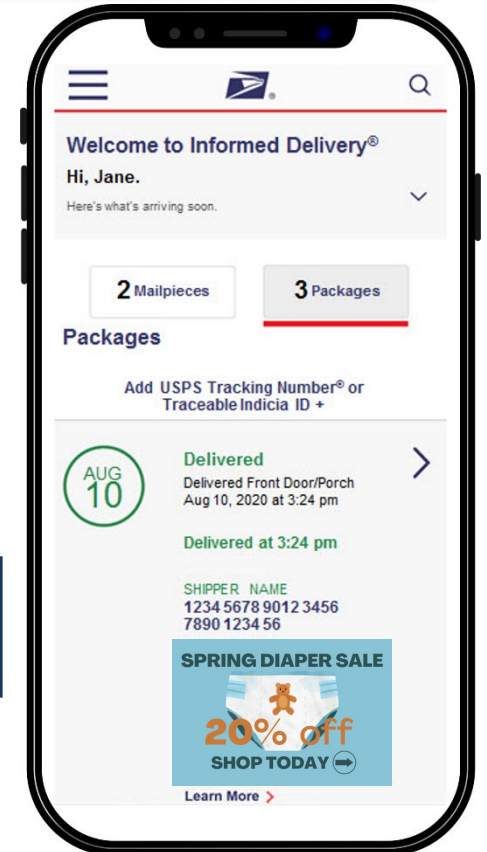 Welcome to Informed Delivery®
Hi, Jane.
Here's what's arriving soon.
2 Mailpieces
3 Packages
Packages
Add USPS Tracking Number® or
Traceable Indicia ID +
AUG
10
Delivered
Delivered Front Door/Porch
Aug 10, 2020 at 3:24 pm
Delivered at 3:24 pm
SHIPPER NAME
1234 5678 9012 3456
7890 1234 56
SPRING DIAPER SALE
20% off
SHOP TODAY
Learn More >